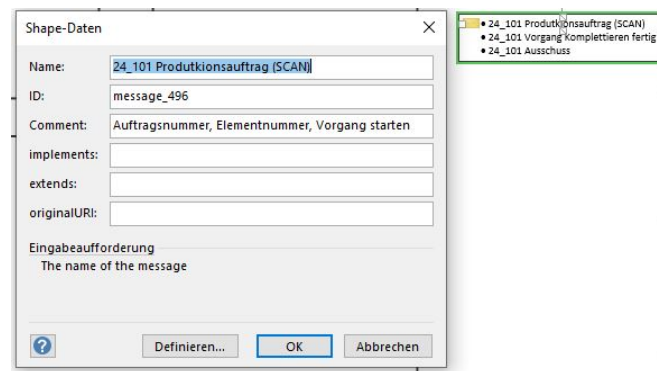 Shape-Daten
Name: 24_101 Produtkionsauftrag (SCAN)
ID: message_496
Comment: Auftragsnummer, Elementnummer, Vorgang starten
implements:
extends:
originalURI:
Eingabeaufforderung
The name of the message
Definieren...
OK
Abbrechen
• 24_101 Produtkionsauftrag (SCAN)
• 24_101 Vorgang komplettieren fertig
• 24_101 Ausschuss